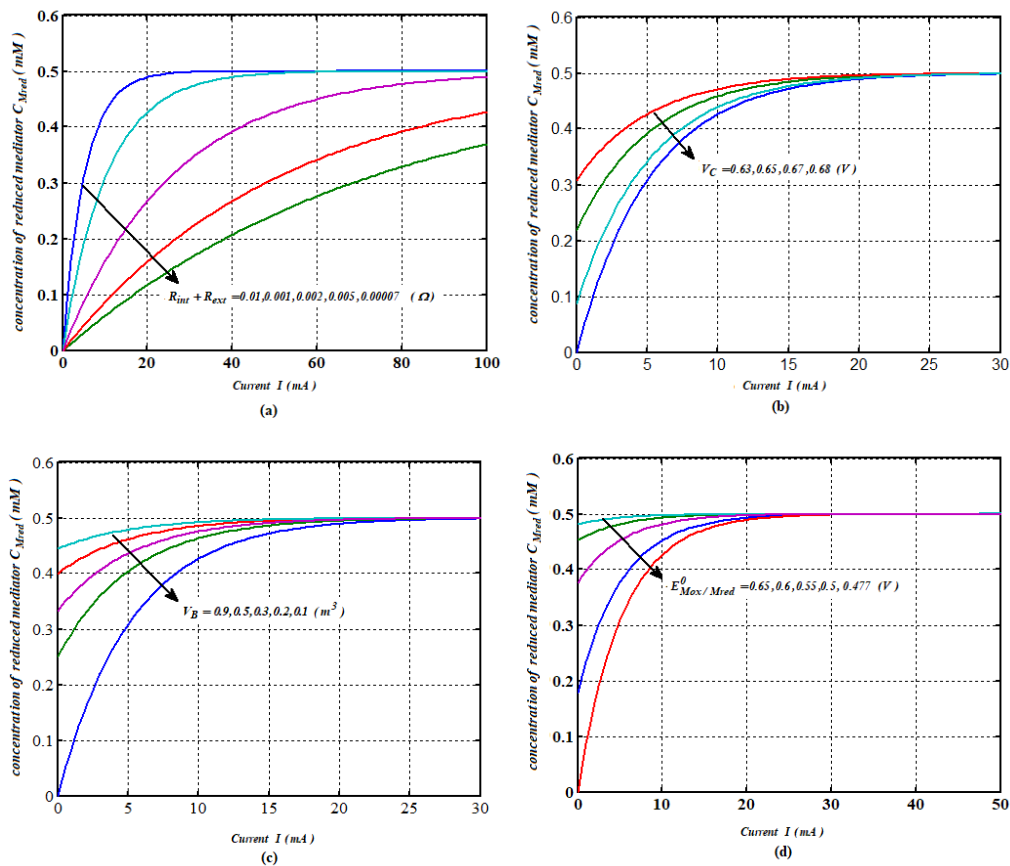 concentration of reduced mediator C_Mred ( mM )
0.6
0.5
0.4
0.3
0.2
0.1
0
R_int + R_ext =0.01,0.001,0.002,0.005,0.00007 ( Ω )
0 20 40 60 80 100
Current I ( mA )
(a)
concentration of reduced mediator C_Mred ( mM )
0.6
0.5
0.4
0.3
0.2
0.1
0
V_C =0.63,0.65,0.67,0.68 (V )
0 5 10 15 20 25 30
Current I ( mA )
(b)
concentration of reduced mediator C_Mred ( mM )
0.6
0.5
0.4
0.3
0.2
0.1
0
V_B = 0.9,0.5,0.3,0.2,0.1 ( m^3 )
0 5 10 15 20 25 30
Current I ( mA )
(c)
concentration of reduced mediator C_Mred ( mM )
0.6
0.5
0.4
0.3
0.2
0.1
0
E^0_Mox / Mred =0.65, 0.6, 0.55, 0.5, 0.477 (V)
0 10 20 30 40 50
Current I ( mA )
(d)